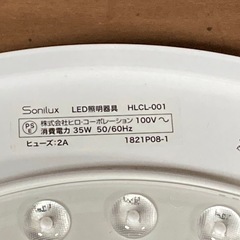 Sonilux LED照明器具 HLCL-001
PSE 株式会社ヒロ・コーポレーション 100V～
消費電力 35W 50/60Hz
ヒューズ:2A 1821P08-1